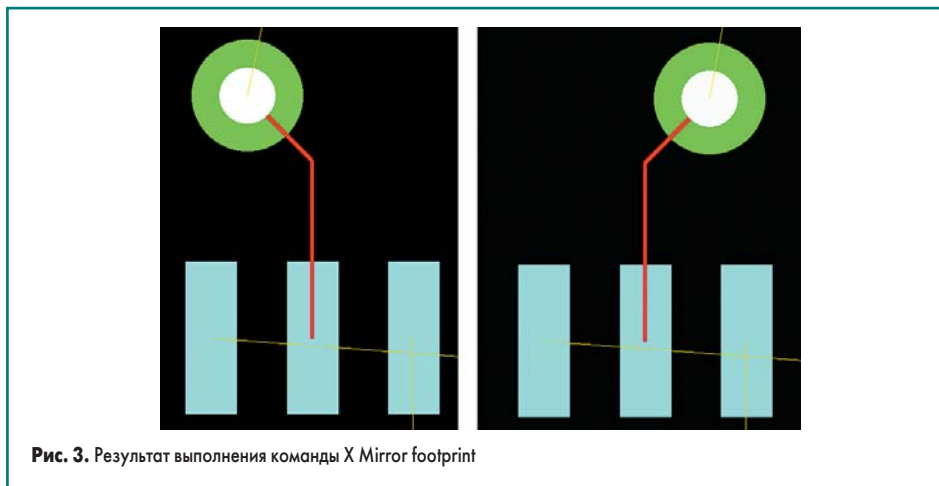 Рис. 3. Результат выполнения команды X Mirror footprint